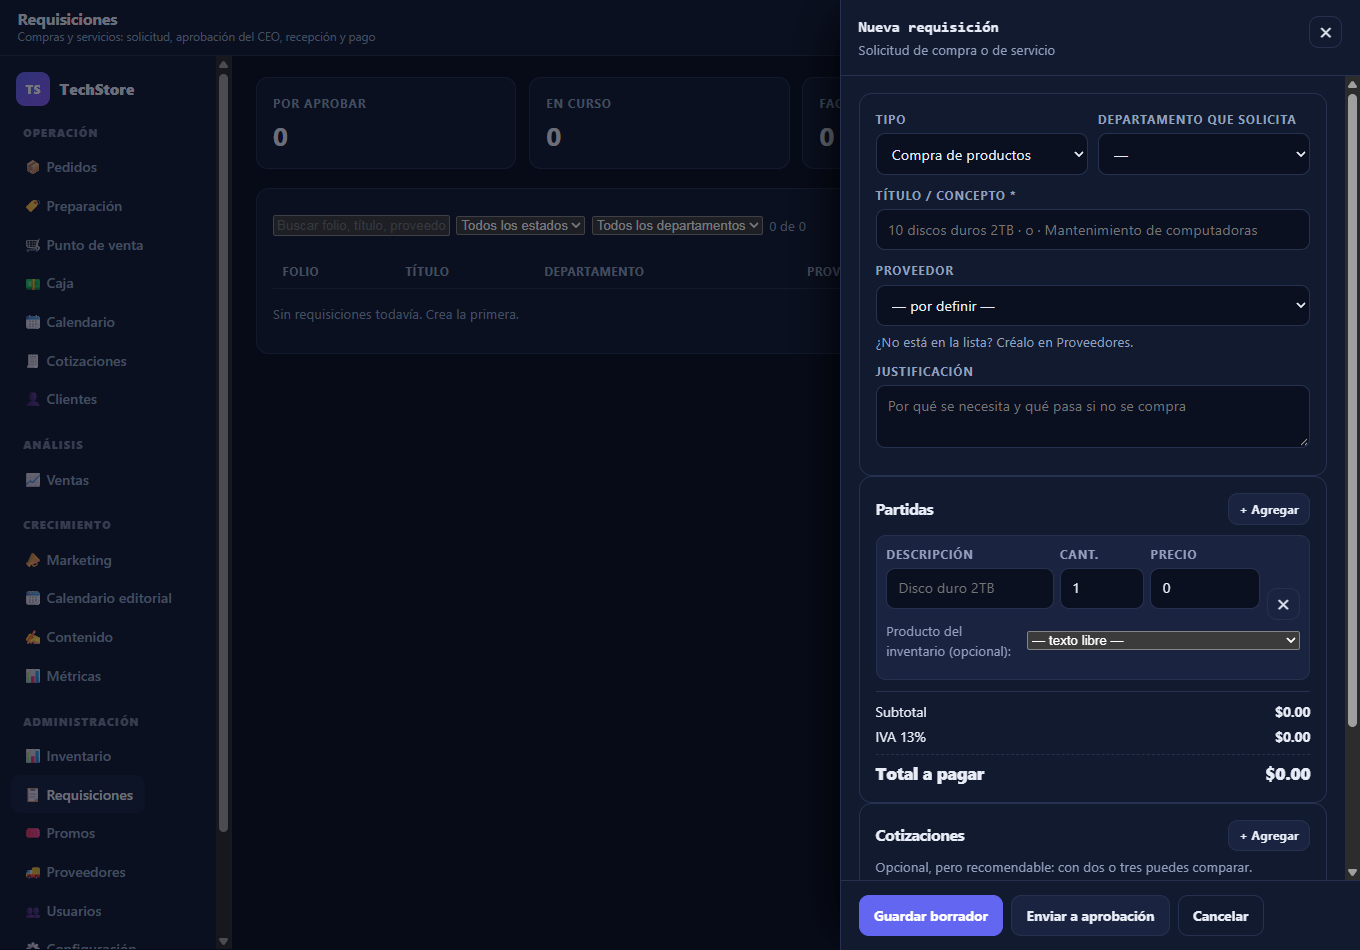 Requisiciones
Compras y servicios: solicitud, aprobación del CEO, recepción y pago
TS
TechStore
OPERACIÓN
Pedidos
Preparación
Punto de venta
Caja
Calendario
Cotizaciones
Clientes
ANÁLISIS
Ventas
CRECIMIENTO
Marketing
Calendario editorial
Contenido
Métricas
ADMINISTRACIÓN
Inventario
Requisiciones
Promos
Proveedores
Usuarios
Configuración
POR APROBAR
0
EN CURSO
0
FAC
0
Buscar folio, título, proveedo
Todos los estados
Todos los departamentos
0 de 0
FOLIO
TÍTULO
DEPARTAMENTO
PROV
Sin requisiciones todavía. Crea la primera.
Nueva requisición
Solicitud de compra o de servicio
TIPO
Compra de productos
DEPARTAMENTO QUE SOLICITA
—
TÍTULO / CONCEPTO *
10 discos duros 2TB · o · Mantenimiento de computadoras
PROVEEDOR
— por definir —
¿No está en la lista? Créalo en Proveedores.
JUSTIFICACIÓN
Por qué se necesita y qué pasa si no se compra
Partidas
+ Agregar
DESCRIPCIÓN
CANT.
PRECIO
Disco duro 2TB
1
0
Producto del
inventario (opcional):
— texto libre —
Subtotal
$0.00
IVA 13%
$0.00
Total a pagar
$0.00
Cotizaciones
+ Agregar
Opcional, pero recomendable: con dos o tres puedes comparar.
Guardar borrador
Enviar a aprobación
Cancelar